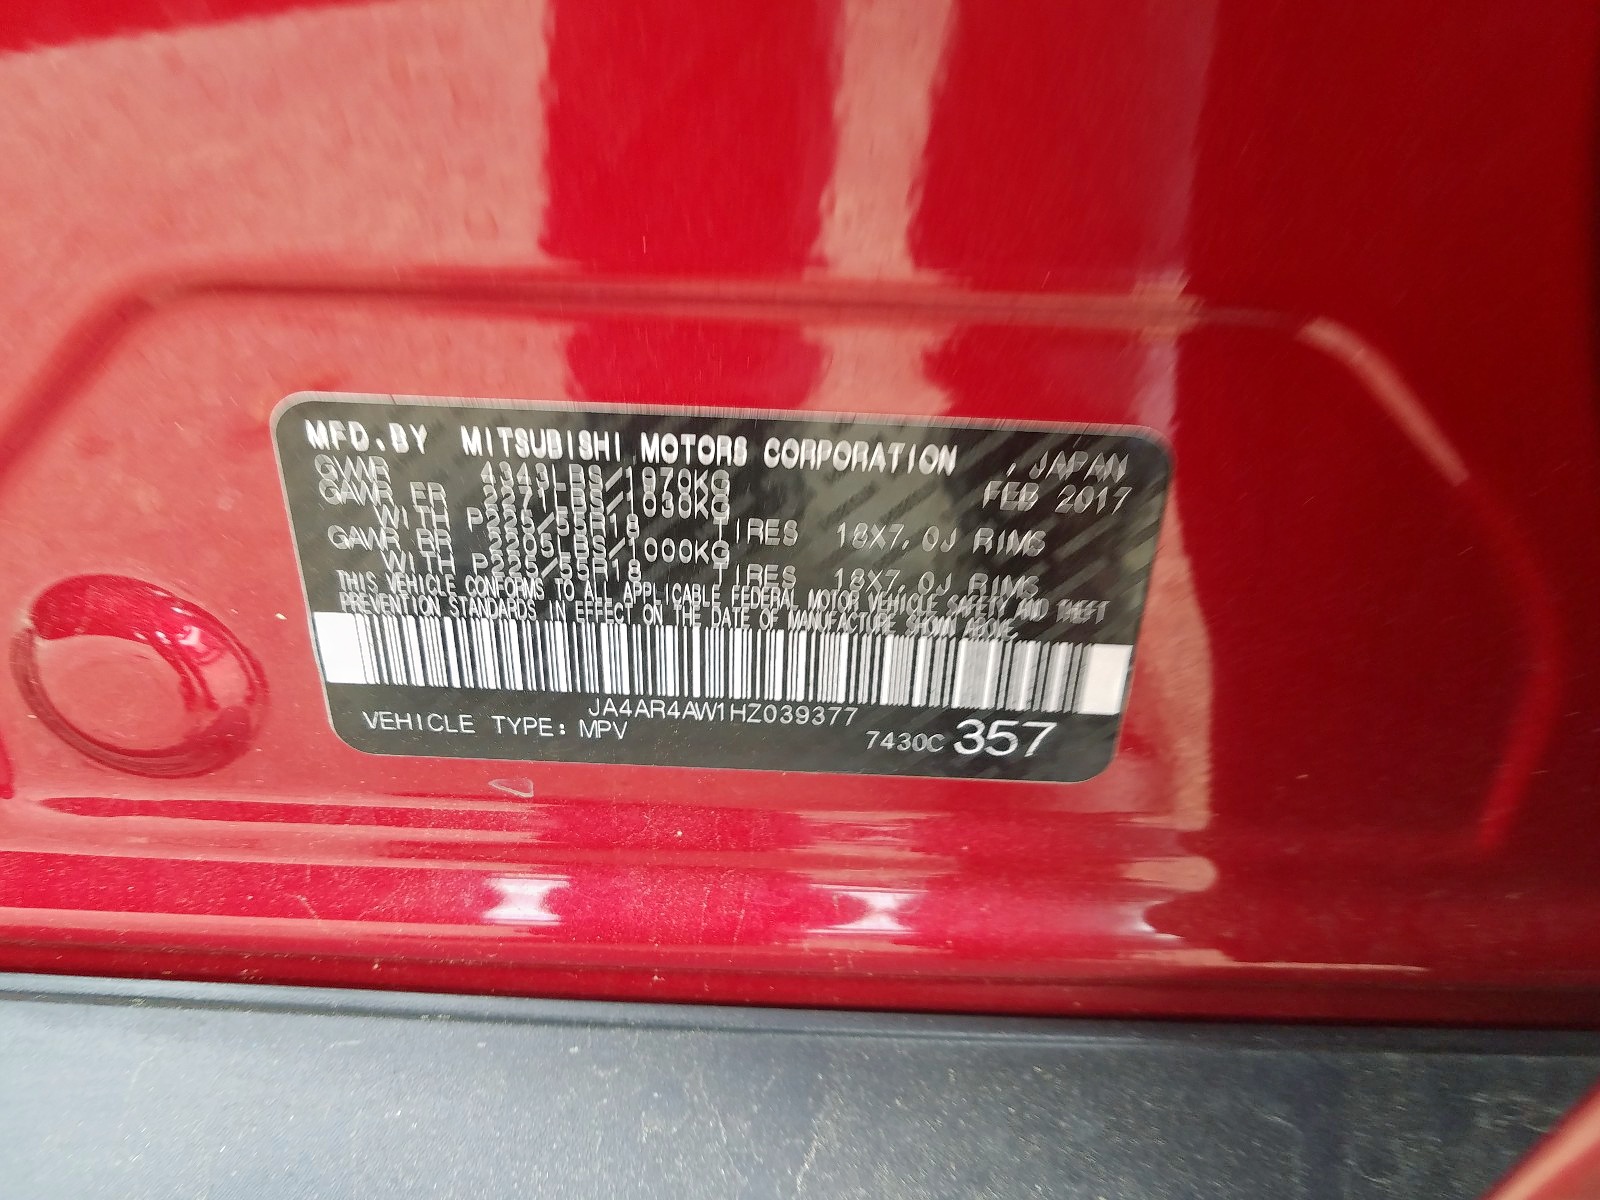 MFD.BY MITSUBISHI MOTORS CORPORATION , JAPAN
GVWR 4343LBS/1970KG FEB 2017
GAWR FR 2271LBS/1030KG
WITH P225/55R18 TIRES 18X7.0J RIMS
GAWR RR 2205LBS/1000KG
WITH P225/55R18 TIRES 18X7.0J RIMS
THIS VEHICLE CONFORMS TO ALL APPLICABLE FEDERAL MOTOR VEHICLE SAFETY AND THEFT
PREVENTION STANDARDS IN EFFECT ON THE DATE OF MANUFACTURE SHOWN ABOVE.
JA4AR4AW1HZ039377
VEHICLE TYPE: MPV 7430C 357